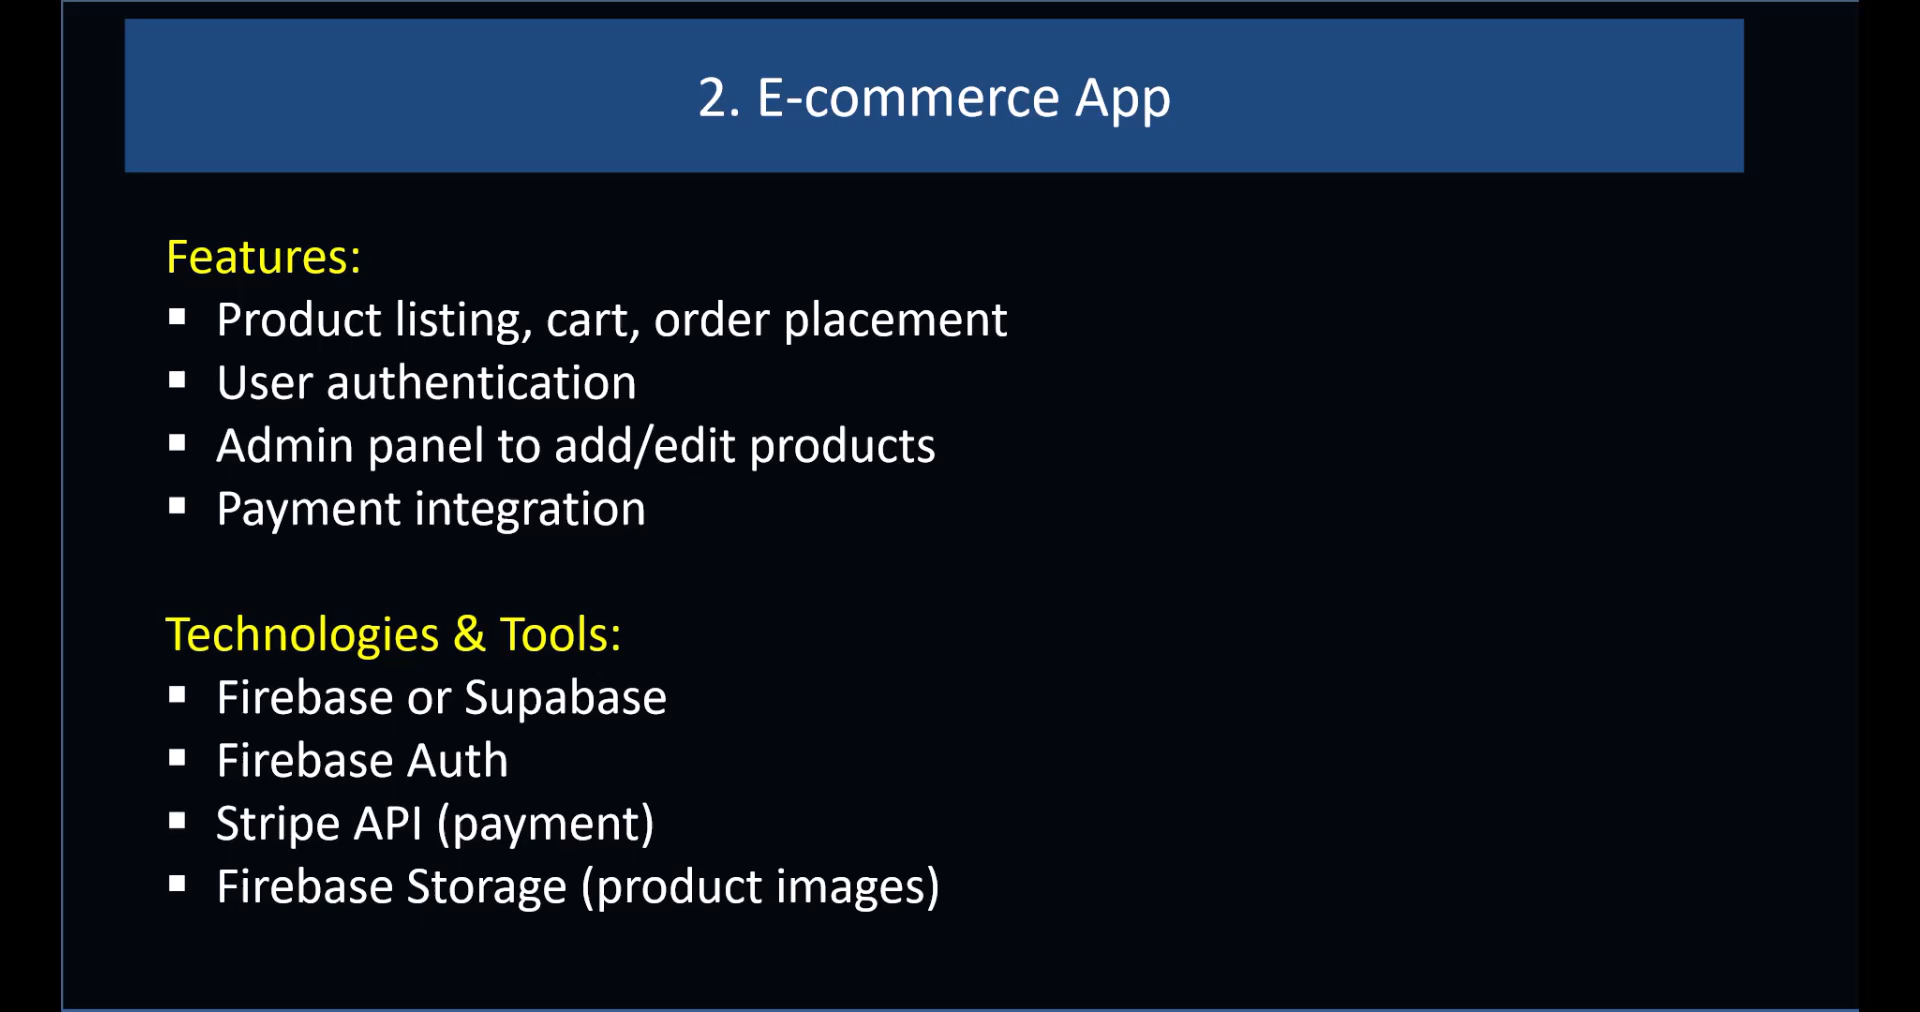 2. E-commerce App
Features:
▪ Product listing, cart, order placement
▪ User authentication
▪ Admin panel to add/edit products
▪ Payment integration
Technologies & Tools:
▪ Firebase or Supabase
▪ Firebase Auth
▪ Stripe API (payment)
▪ Firebase Storage (product images)